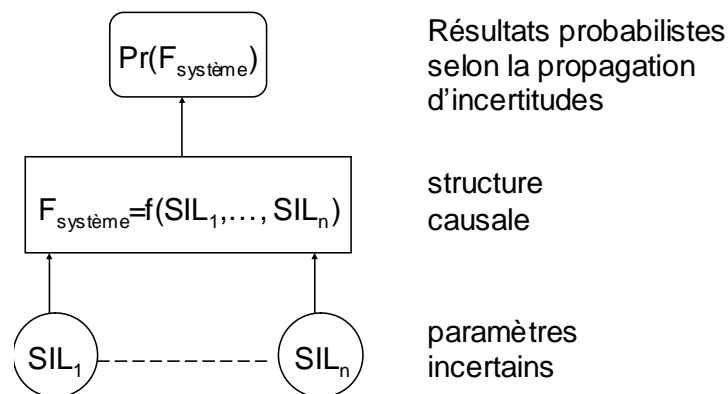 Pr(F_système)
Résultats probabilistes
selon la propagation
d'incertitudes
F_système=f(SIL_1,…, SIL_n)
structure
causale
SIL_1
SIL_n
paramètres
incertains